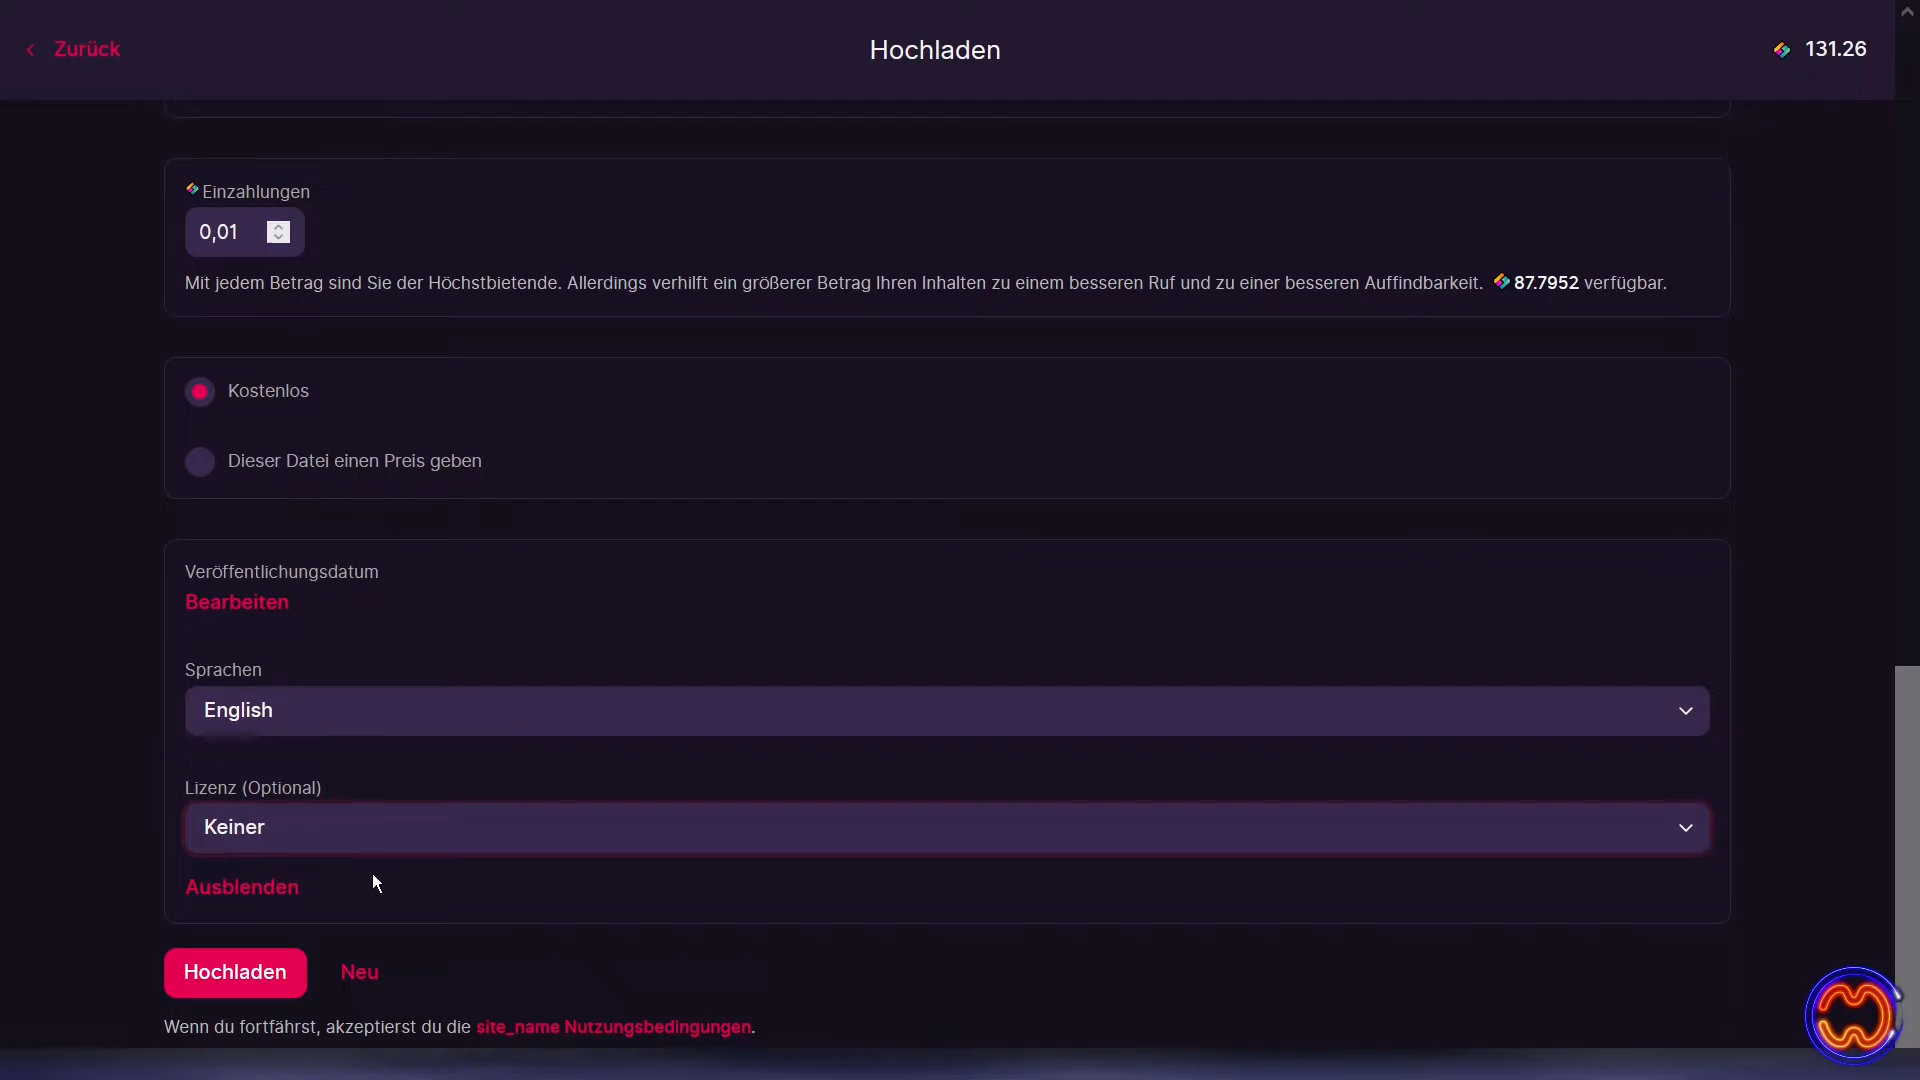 Zurück
Hochladen
131.26
Einzahlungen
0,01
Mit jedem Betrag sind Sie der Höchstbietende. Allerdings verhilft ein größerer Betrag Ihren Inhalten zu einem besseren Ruf und zu einer besseren Auffindbarkeit. 87.7952 verfügbar.
Kostenlos
Dieser Datei einen Preis geben
Veröffentlichungsdatum
Bearbeiten
Sprachen
English
Lizenz (Optional)
Keiner
Ausblenden
Hochladen Neu
Wenn du fortfährst, akzeptierst du die site_name Nutzungsbedingungen.